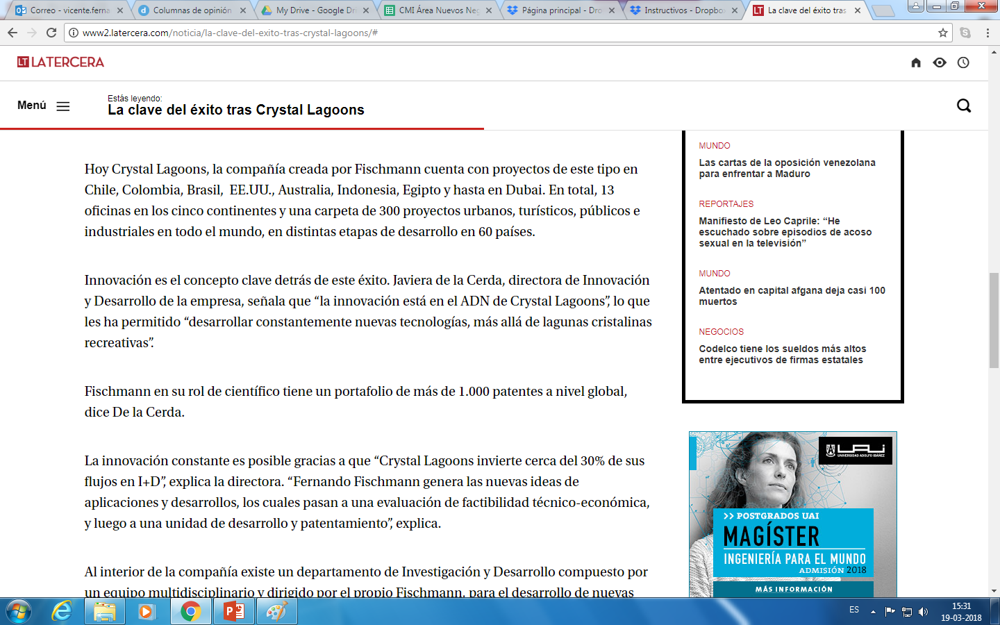 Correo - vicente.ferna
Columnas de opinión
My Drive - Google Dri
CMI Área Nuevos Neg
Página principal - Dro
Instructivos - Dropbox
La clave del éxito tras
www2.latercera.com/noticia/la-clave-del-exito-tras-crystal-lagoons/#
LT LATERCERA
Menú
Estás leyendo:
La clave del éxito tras Crystal Lagoons
Hoy Crystal Lagoons, la compañía creada por Fischmann cuenta con proyectos de este tipo en
Chile, Colombia, Brasil, EE.UU., Australia, Indonesia, Egipto y hasta en Dubai. En total, 13
oficinas en los cinco continentes y una carpeta de 300 proyectos urbanos, turísticos, públicos e
industriales en todo el mundo, en distintas etapas de desarrollo en 60 países.
Innovación es el concepto clave detrás de este éxito. Javiera de la Cerda, directora de Innovación
y Desarrollo de la empresa, señala que “la innovación está en el ADN de Crystal Lagoons”, lo que
les ha permitido “desarrollar constantemente nuevas tecnologías, más allá de lagunas cristalinas
recreativas”.
Fischmann en su rol de científico tiene un portafolio de más de 1.000 patentes a nivel global,
dice De la Cerda.
La innovación constante es posible gracias a que “Crystal Lagoons invierte cerca del 30% de sus
flujos en I+D”, explica la directora. “Fernando Fischmann genera las nuevas ideas de
aplicaciones y desarrollos, los cuales pasan a una evaluación de factibilidad técnico-económica,
y luego a una unidad de desarrollo y patentamiento”, explica.
Al interior de la compañía existe un departamento de Investigación y Desarrollo compuesto por
un equipo multidisciplinario y dirigido por el propio Fischmann, para el desarrollo de nuevas
MUNDO
Las cartas de la oposición venezolana
para enfrentar a Maduro
REPORTAJES
Manifiesto de Leo Caprile: “He
escuchado sobre episodios de acoso
sexual en la televisión”
MUNDO
Atentado en capital afgana deja casi 100
muertos
NEGOCIOS
Codelco tiene los sueldos más altos
entre ejecutivos de firmas estatales
UAI
UNIVERSIDAD ADOLFO IBÁÑEZ
>> POSTGRADOS UAI
MAGÍSTER
INGENIERÍA PARA EL MUNDO
ADMISIÓN 2018
MÁS INFORMACIÓN
ES
15:31
19-03-2018